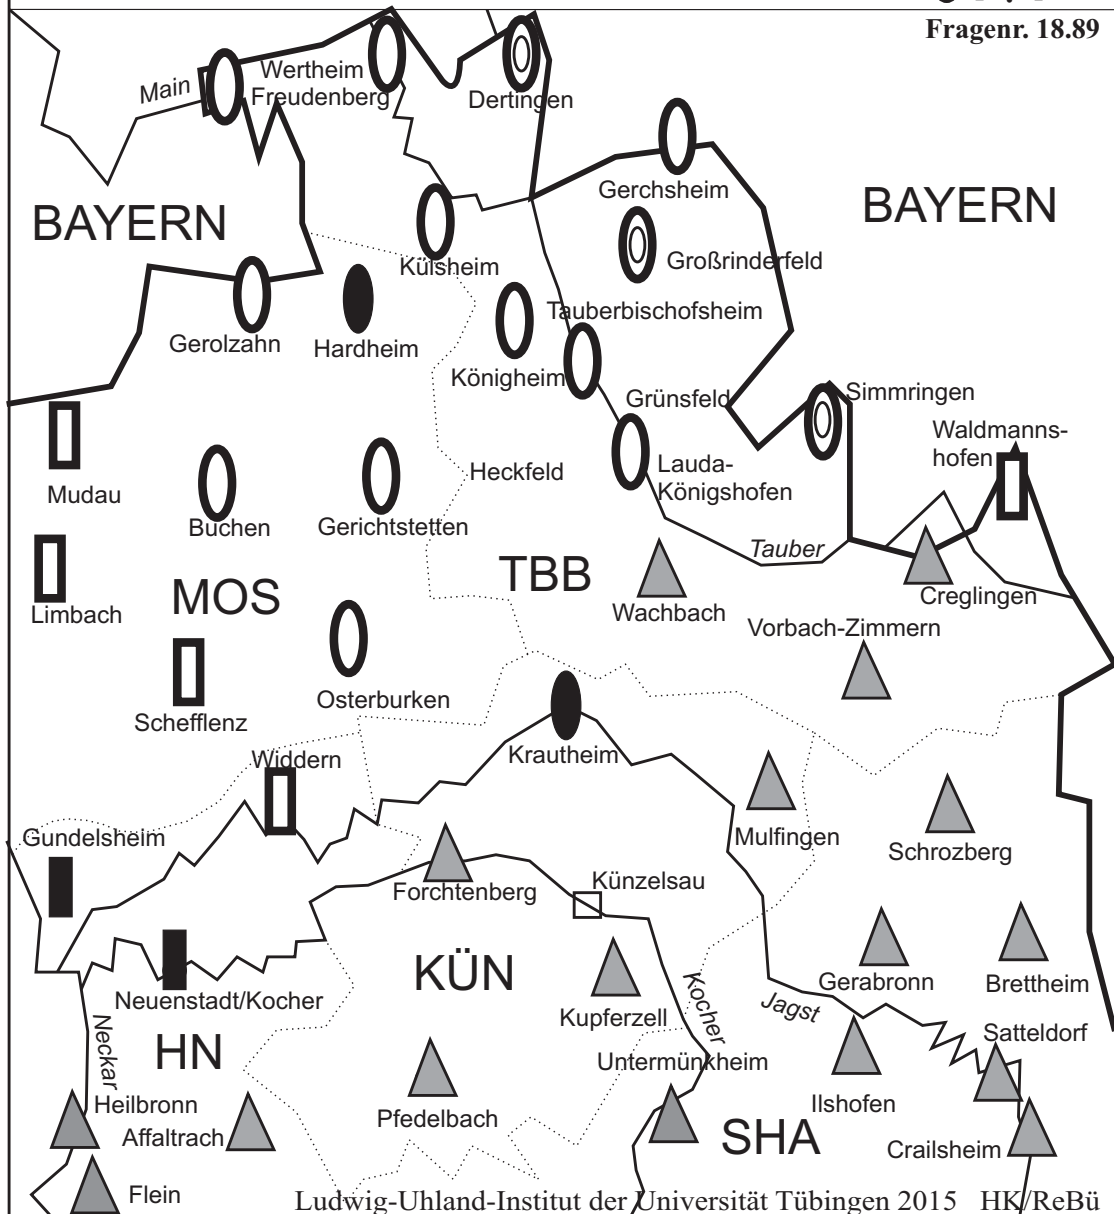 Fragenr. 18.89
Main
Wertheim
Freudenberg
Dertingen
Gerchsheim
BAYERN
BAYERN
Külsheim
Großrinderfeld
Gerolzahn
Hardheim
Tauberbischofsheim
Königheim
Grünsfeld
Simmringen
Waldmanns-
hofen
Mudau
Buchen
Gerichtstetten
Heckfeld
Lauda-
Königshofen
Tauber
Limbach
MOS
TBB
Wachbach
Creglingen
Vorbach-Zimmern
Schefflenz
Osterburken
Krautheim
Widdern
Gundelsheim
Mulfingen
Schrozberg
Forchtenberg
Künzelsau
KÜN
Neuenstadt/Kocher
Kupferzell
Kocher
Jagst
Gerabronn
Brettheim
Neckar
HN
Untermünkheim
Satteldorf
Heilbronn
Affaltrach
Pfedelbach
Ilshofen
SHA
Crailsheim
Flein
Ludwig-Uhland-Institut der Universität Tübingen 2015 HK/ReBü